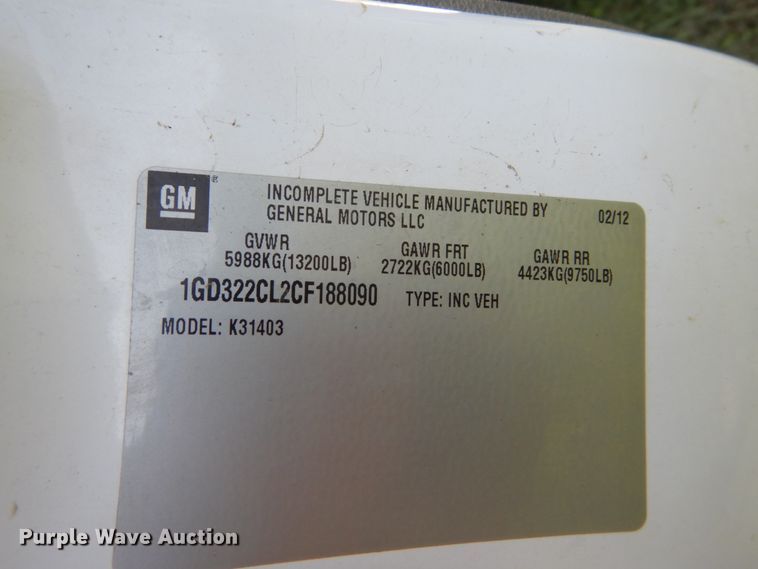 GM
INCOMPLETE VEHICLE MANUFACTURED BY 02/12
GENERAL MOTORS LLC
GVWR GAWR FRT GAWR RR
5988KG(13200LB) 2722KG(6000LB) 4423KG(9750LB)
1GD322CL2CF188090 TYPE: INC VEH
MODEL: K31403
Purple Wave Auction